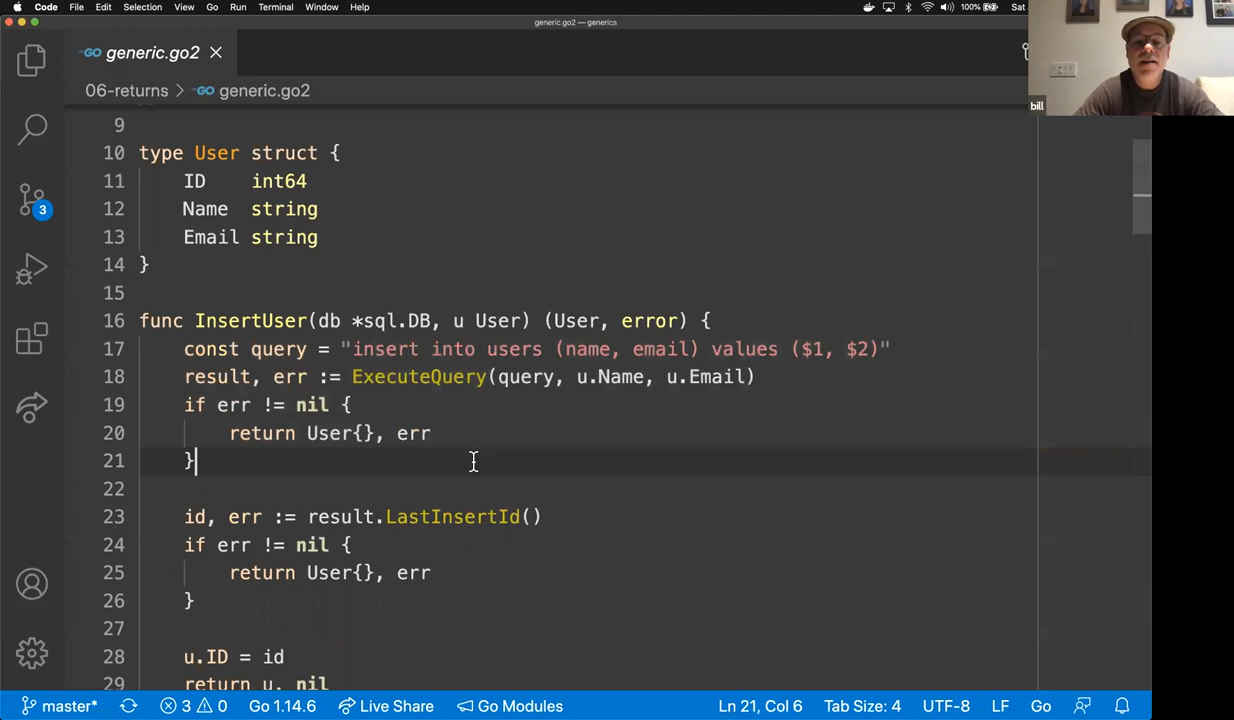 Code File Edit Selection View Go Run Terminal Window Help 100% Sat
generic.go2 — generics
GO generic.go2
06-returns > GO generic.go2
bill
9
10 type User struct {
11 ID int64
12 Name string
13 Email string
14 }
15
16 func InsertUser(db *sql.DB, u User) (User, error) {
17 const query = "insert into users (name, email) values ($1, $2)"
18 result, err := ExecuteQuery(query, u.Name, u.Email)
19 if err != nil {
20 return User{}, err
21 }
22
23 id, err := result.LastInsertId()
24 if err != nil {
25 return User{}, err
26 }
27
28 u.ID = id
29 return u, nil
3
master* 3 0 Go 1.14.6 Live Share Go Modules Ln 21, Col 6 Tab Size: 4 UTF-8 LF Go